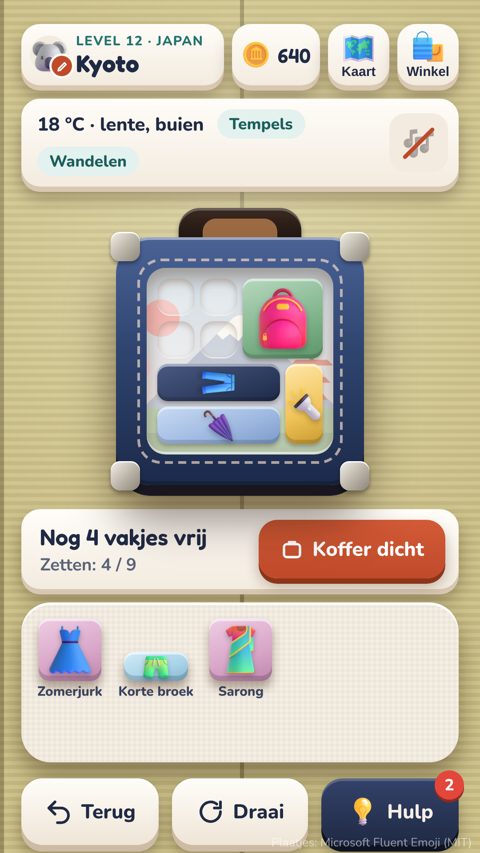 LEVEL 12 · JAPAN
Kyoto
640
Kaart
Winkel
18 °C · lente, buien
Tempels
Wandelen
Nog 4 vakjes vrij
Zetten: 4 / 9
Koffer dicht
Zomerjurk
Korte broek
Sarong
Terug
Draai
Hulp
2
Plaatjes: Microsoft Fluent Emoji (MIT)